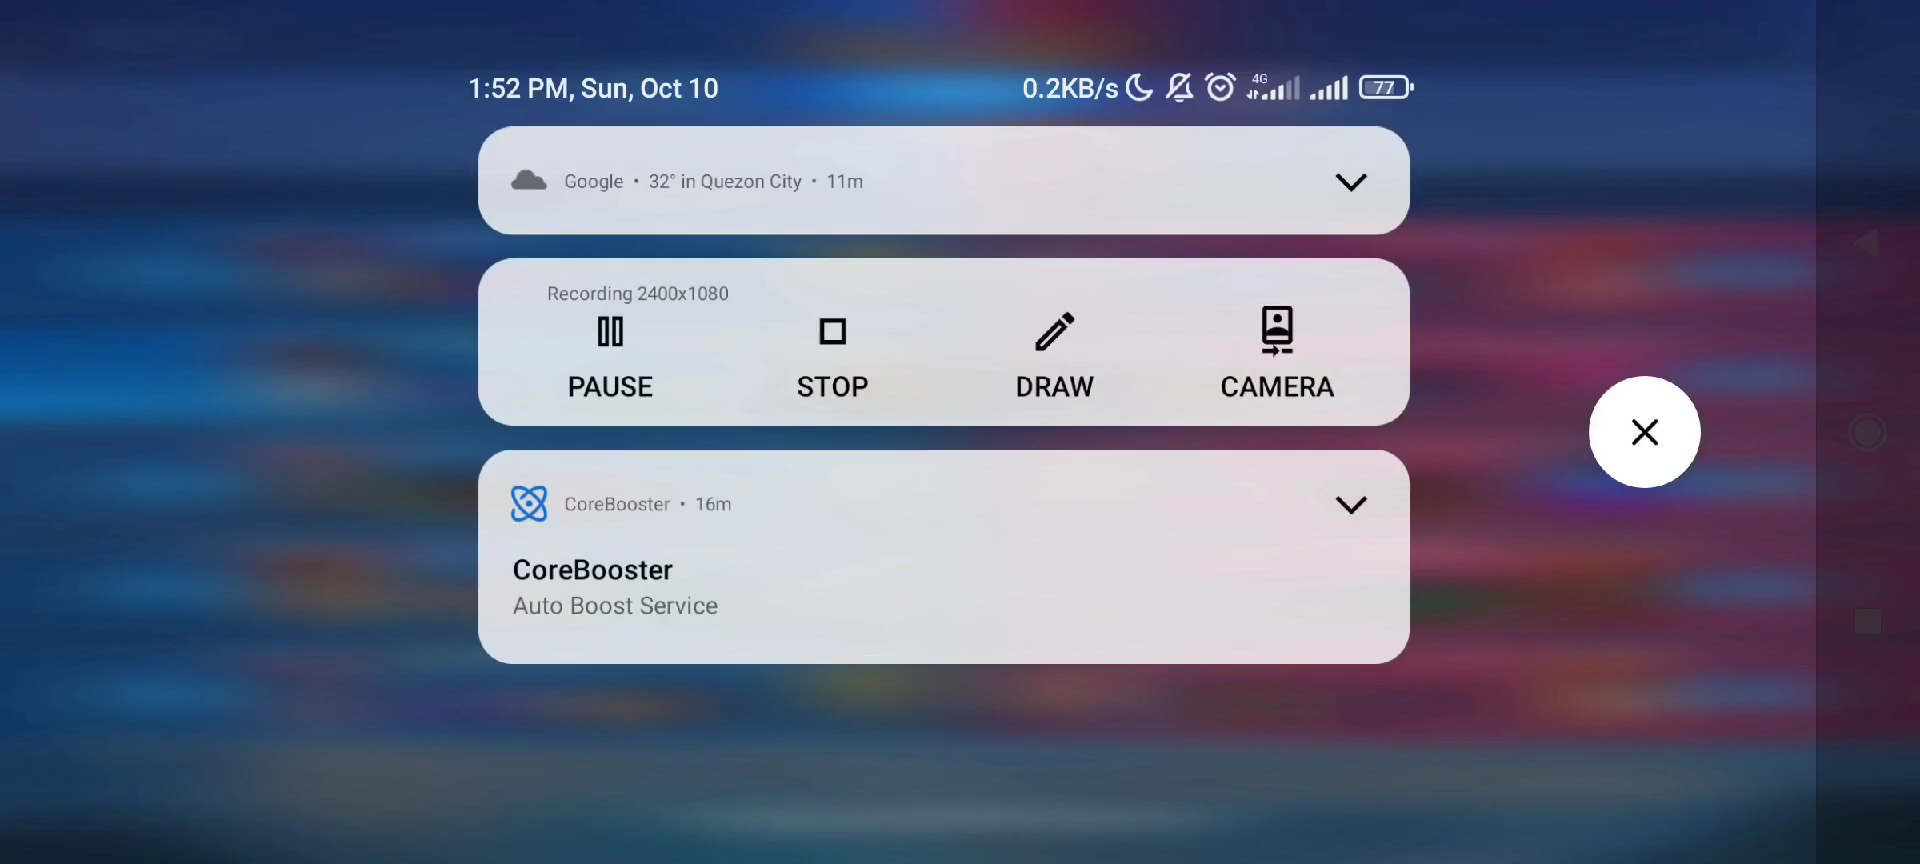 1:52 PM, Sun, Oct 10 0.2KB/s 4G 77
Google • 32° in Quezon City • 11m
Recording 2400x1080
PAUSE STOP DRAW CAMERA
CoreBooster • 16m
CoreBooster
Auto Boost Service